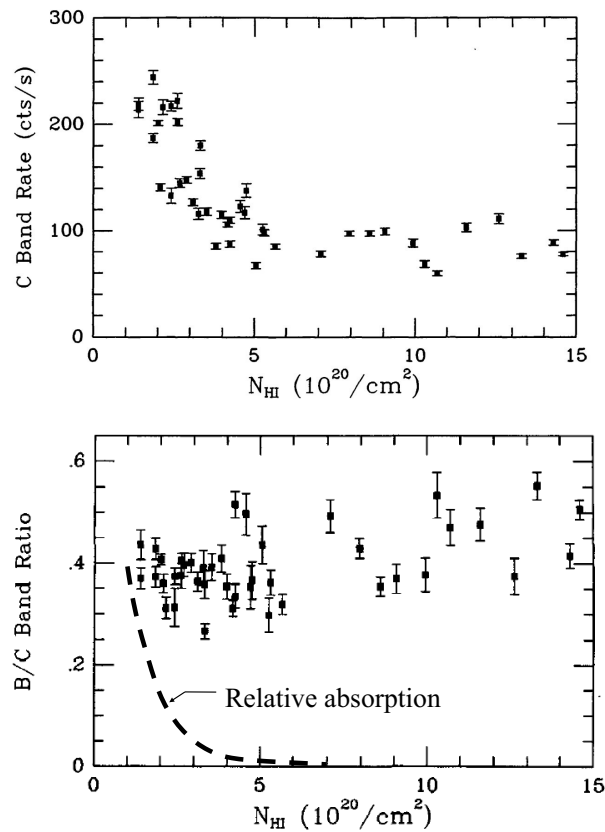 300
200
100
0
C Band Rate (cts/s)
0 5 10 15
N_HI (10^20/cm^2)
.6
.4
.2
0
B/C Band Ratio
Relative absorption
0 5 10 15
N_HI (10^20/cm^2)